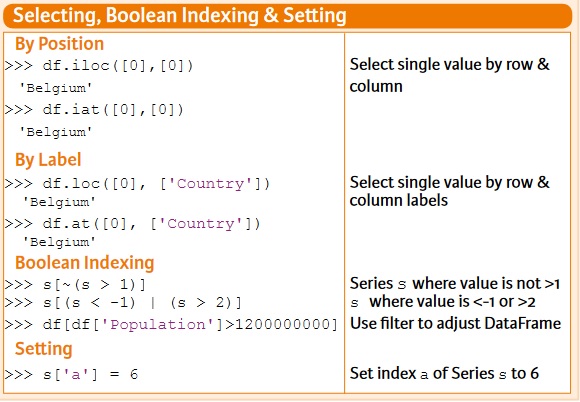 Selecting, Boolean Indexing & Setting
By Position
>>> df.iloc([0],[0])
'Belgium'
Select single value by row &
column
>>> df.iat([0],[0])
'Belgium'
By Label
>>> df.loc([0], ['Country'])
'Belgium'
Select single value by row &
column labels
>>> df.at([0], ['Country'])
'Belgium'
Boolean Indexing
>>> s[~(s > 1)]
Series s where value is not >1
>>> s[(s < -1) | (s > 2)]
s where value is <-1 or >2
>>> df[df['Population']>1200000000]
Use filter to adjust DataFrame
Setting
>>> s['a'] = 6
Set index a of Series s to 6